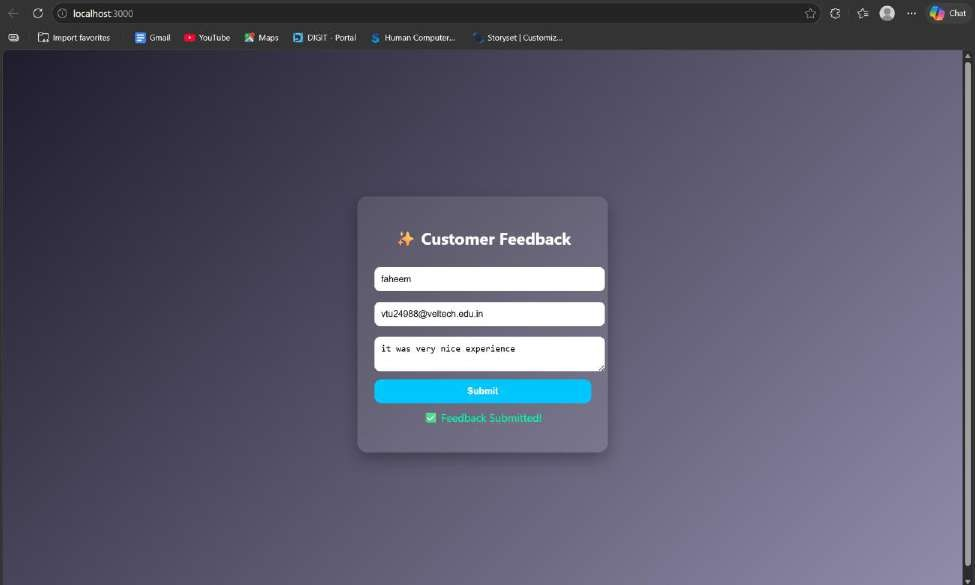 localhost:3000
Chat
Import favorites
Gmail
YouTube
Maps
DIGIT - Portal
Human Computer...
Storyset | Customiz...
✨ Customer Feedback
faheem
vtu24988@veltech.edu.in
it was very nice experience
Submit
✅ Feedback Submitted!